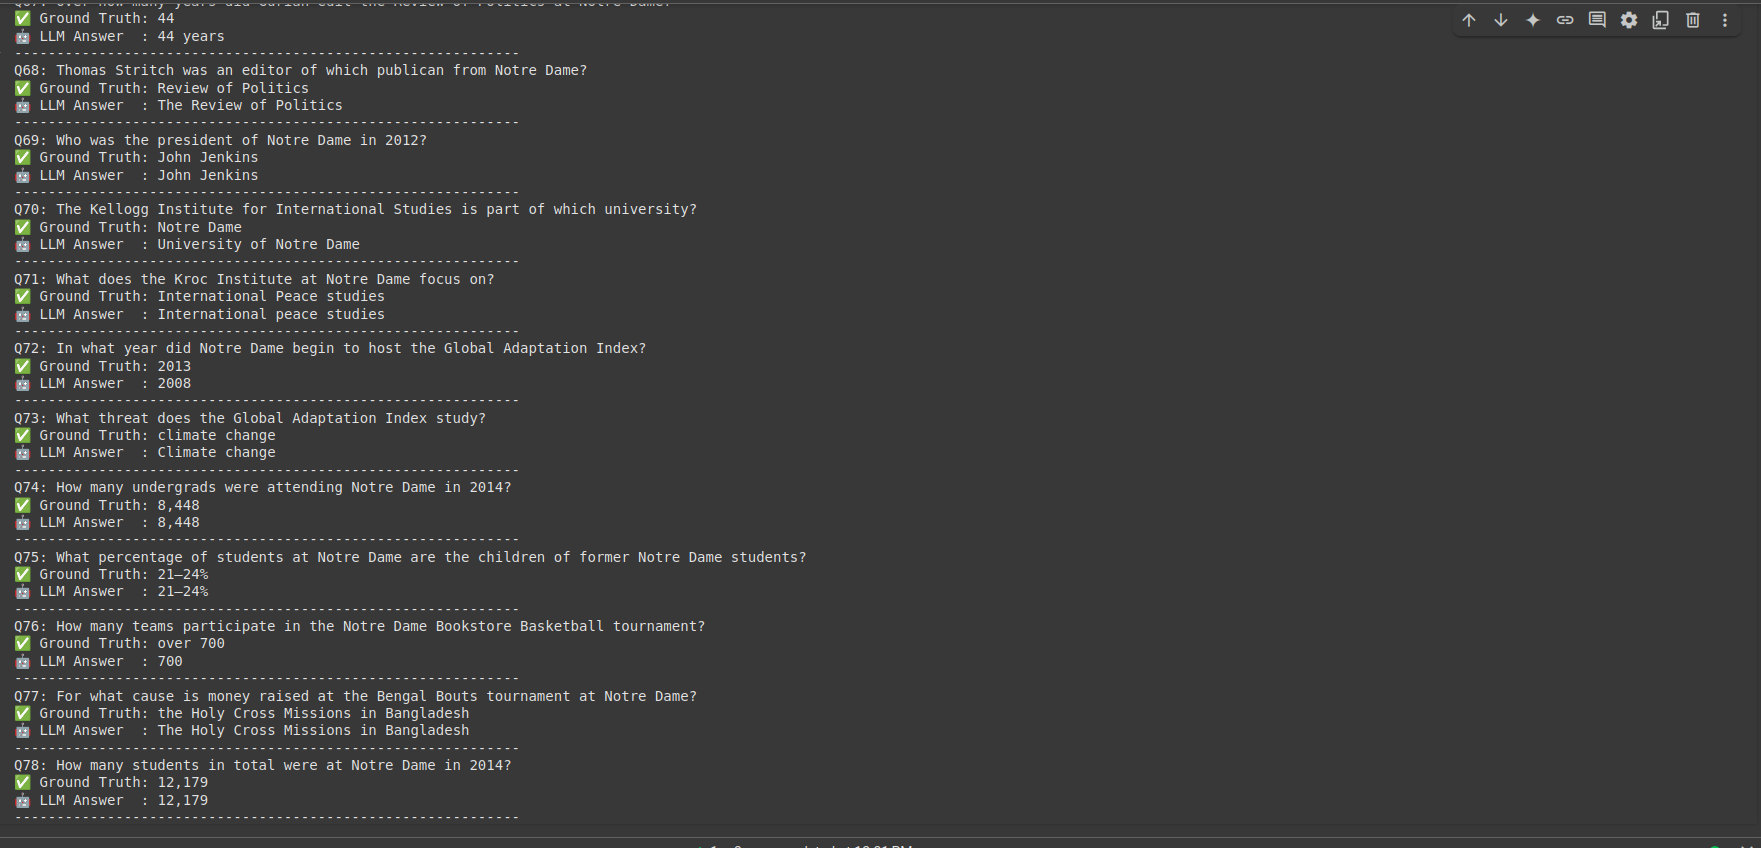 ✅ Ground Truth: 44
🤖 LLM Answer  : 44 years
------------------------------------------------------------
Q68: Thomas Stritch was an editor of which publican from Notre Dame?
✅ Ground Truth: Review of Politics
🤖 LLM Answer  : The Review of Politics
------------------------------------------------------------
Q69: Who was the president of Notre Dame in 2012?
✅ Ground Truth: John Jenkins
🤖 LLM Answer  : John Jenkins
------------------------------------------------------------
Q70: The Kellogg Institute for International Studies is part of which university?
✅ Ground Truth: Notre Dame
🤖 LLM Answer  : University of Notre Dame
------------------------------------------------------------
Q71: What does the Kroc Institute at Notre Dame focus on?
✅ Ground Truth: International Peace studies
🤖 LLM Answer  : International peace studies
------------------------------------------------------------
Q72: In what year did Notre Dame begin to host the Global Adaptation Index?
✅ Ground Truth: 2013
🤖 LLM Answer  : 2008
------------------------------------------------------------
Q73: What threat does the Global Adaptation Index study?
✅ Ground Truth: climate change
🤖 LLM Answer  : Climate change
------------------------------------------------------------
Q74: How many undergrads were attending Notre Dame in 2014?
✅ Ground Truth: 8,448
🤖 LLM Answer  : 8,448
------------------------------------------------------------
Q75: What percentage of students at Notre Dame are the children of former Notre Dame students?
✅ Ground Truth: 21–24%
🤖 LLM Answer  : 21–24%
------------------------------------------------------------
Q76: How many teams participate in the Notre Dame Bookstore Basketball tournament?
✅ Ground Truth: over 700
🤖 LLM Answer  : 700
------------------------------------------------------------
Q77: For what cause is money raised at the Bengal Bouts tournament at Notre Dame?
✅ Ground Truth: the Holy Cross Missions in Bangladesh
🤖 LLM Answer  : The Holy Cross Missions in Bangladesh
------------------------------------------------------------
Q78: How many students in total were at Notre Dame in 2014?
✅ Ground Truth: 12,179
🤖 LLM Answer  : 12,179
------------------------------------------------------------